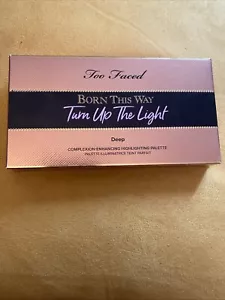 Too Faced
BORN THIS WAY
Turn Up The Light
Deep
COMPLEXION ENHANCING HIGHLIGHTING PALETTE
PALETTE ILLUMINATRICE TEINT PARFAIT